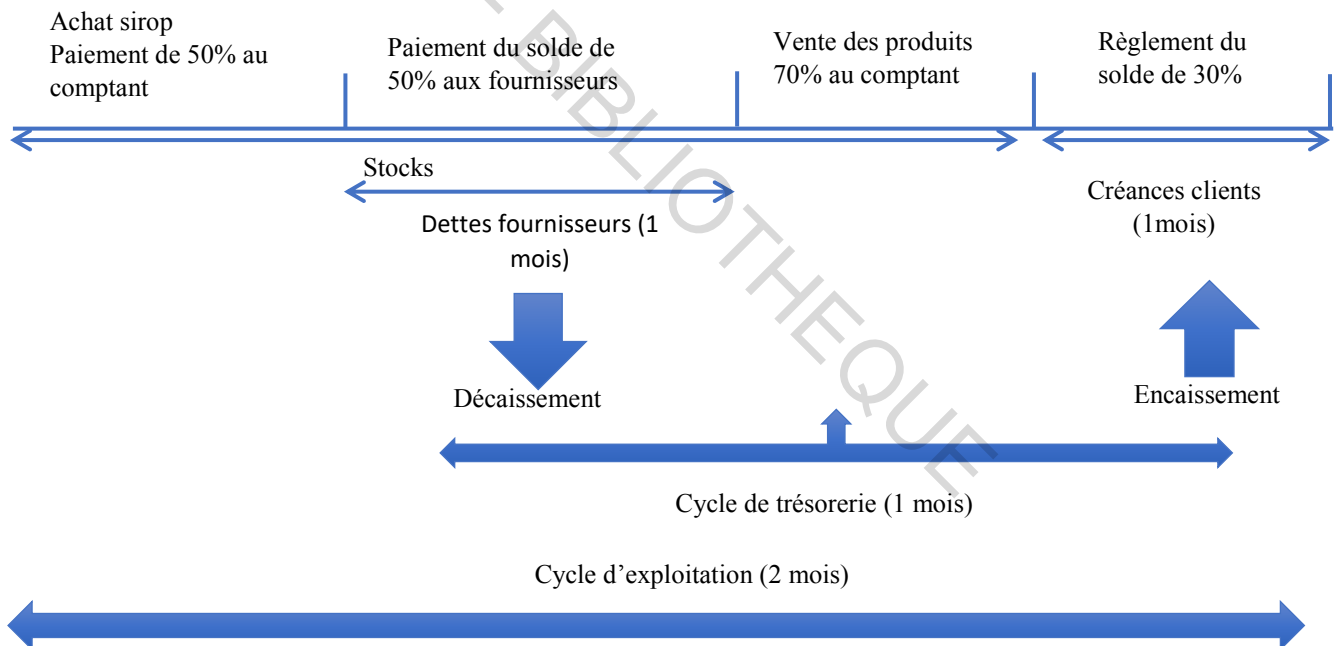 Achat sirop
Paiement de 50% au
comptant
Paiement du solde de
50% aux fournisseurs
Vente des produits
70% au comptant
Règlement du
solde de 30%
Stocks
Dettes fournisseurs (1
mois)
Créances clients
(1mois)
Décaissement
Encaissement
Cycle de trésorerie (1 mois)
Cycle d’exploitation (2 mois)
BIBLIOTHEQUE